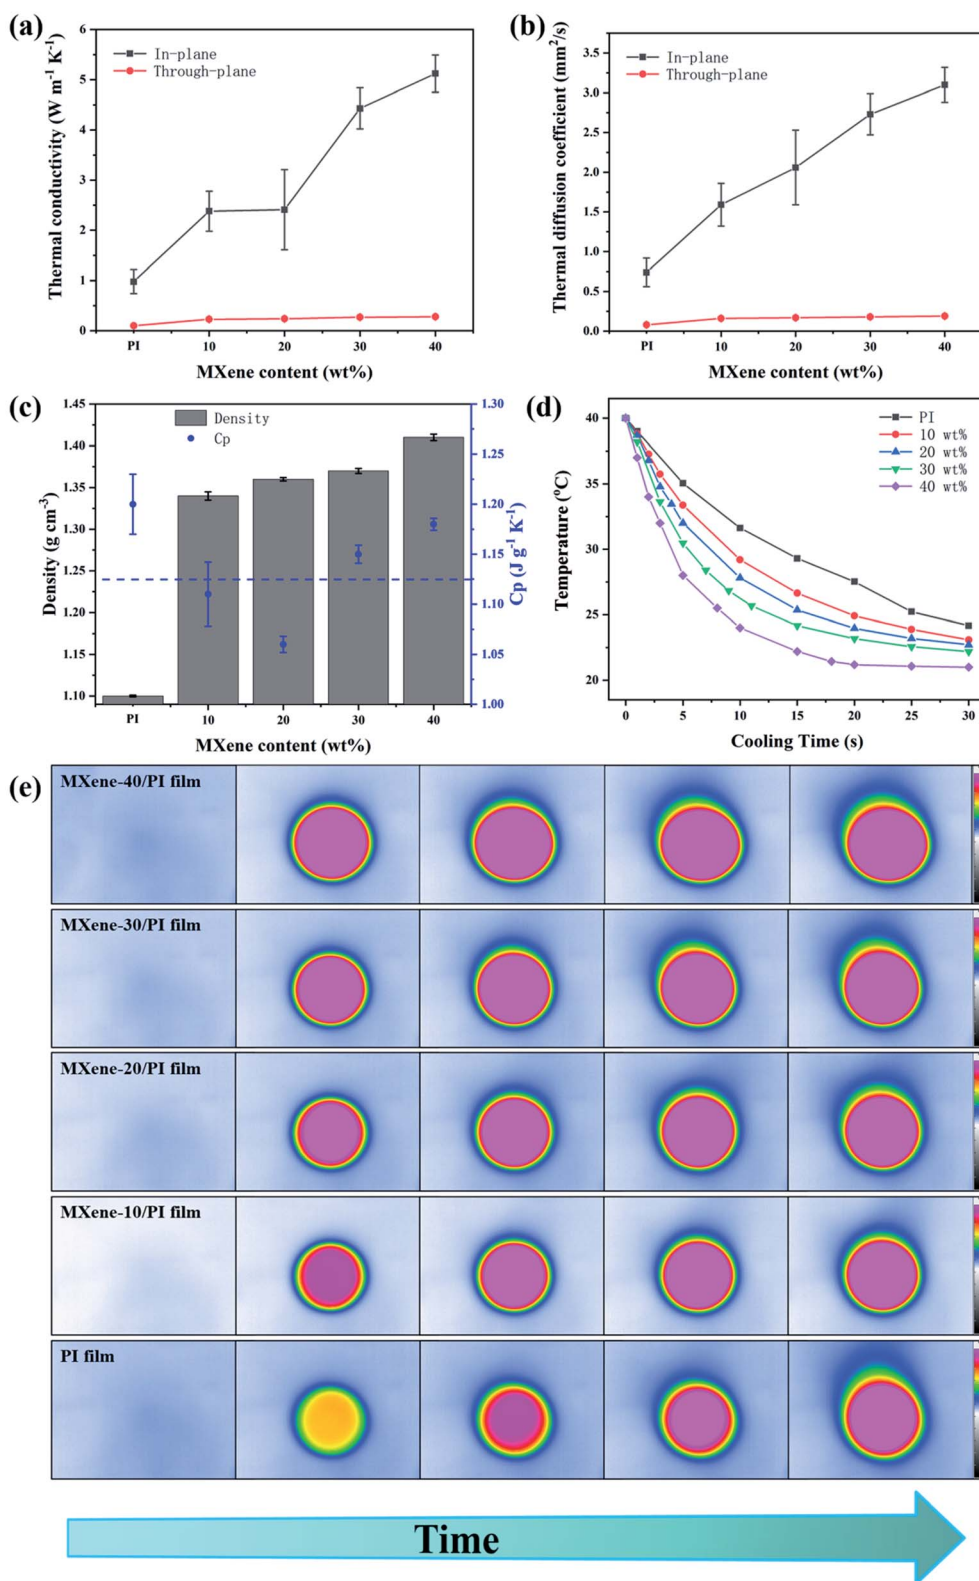 (a)
6
5
4
3
2
1
0
Thermal conductivity (W m⁻¹ K⁻¹)
In-plane
Through-plane
PI 10 20 30 40
MXene content (wt%)
(b)
3.5
3.0
2.5
2.0
1.5
1.0
0.5
0.0
Thermal diffusion coefficient (mm²/s)
In-plane
Through-plane
PI 10 20 30 40
MXene content (wt%)
(c)
1.45
1.40
1.35
1.30
1.25
1.20
1.15
1.10
Density (g cm⁻³)
Density
Cp
1.30
1.25
1.20
1.15
1.10
1.05
1.00
Cp (J g⁻¹ K⁻¹)
PI 10 20 30 40
MXene content (wt%)
(d)
40
35
30
25
20
Temperature (°C)
PI
10 wt%
20 wt%
30 wt%
40 wt%
0 5 10 15 20 25 30
Cooling Time (s)
(e)
MXene-40/PI film
MXene-30/PI film
MXene-20/PI film
MXene-10/PI film
PI film
Time